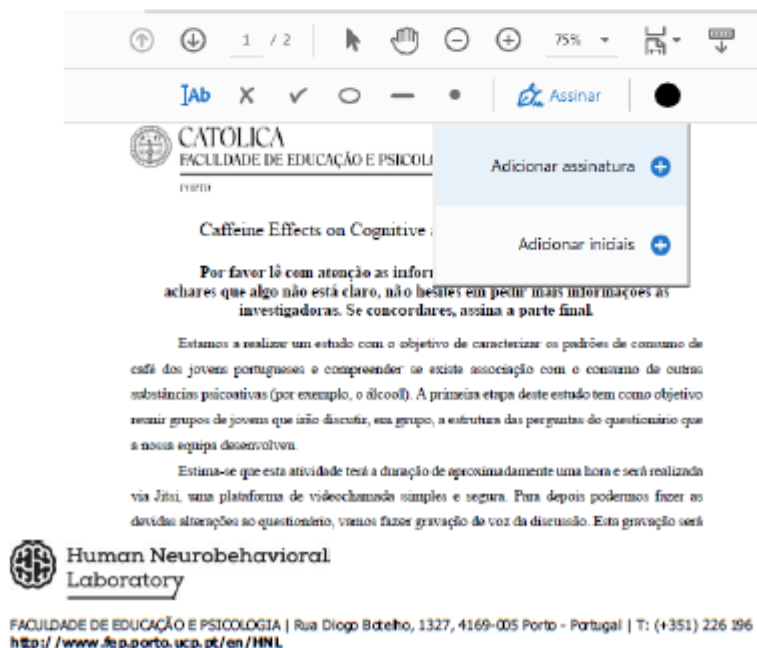 1 / 2 75%
Ab Assinar
CATOLICA
FACULDADE DE EDUCAÇÃO E PSICOL
PORTO
Adicionar assinatura
Adicionar iniciais
Caffeine Effects on Cognitive
Por favor lê com atenção as infor
achares que algo não está claro, não hesites em pedir mais informações às
investigadoras. Se concordares, assina a parte final.
Estamos a realizar um estudo com o objetivo de caracterizar os padrões de consumo de
café dos jovens portugueses e compreender se existe associação com o consumo de outras
substâncias psicoativas (por exemplo, o álcool). A primeira etapa deste estudo tem como objetivo
reunir grupos de jovens que irão discutir, em grupo, a estrutura das perguntas do questionário que
a nossa equipa desenvolveu.
Estima-se que esta atividade terá a duração de aproximadamente uma hora e será realizada
via Jitsi, uma plataforma de videochamada simples e segura. Para depois podermos fazer as
devidas alterações ao questionário, vamos fazer gravação de voz da discussão. Esta gravação será
Human Neurobehavioral
Laboratory
FACULDADE DE EDUCAÇÃO E PSICOLOGIA | Rua Diogo Botelho, 1327, 4169-005 Porto - Portugal | T: (+351) 226 196
http://www.fep.porto.ucp.pt/en/HNL